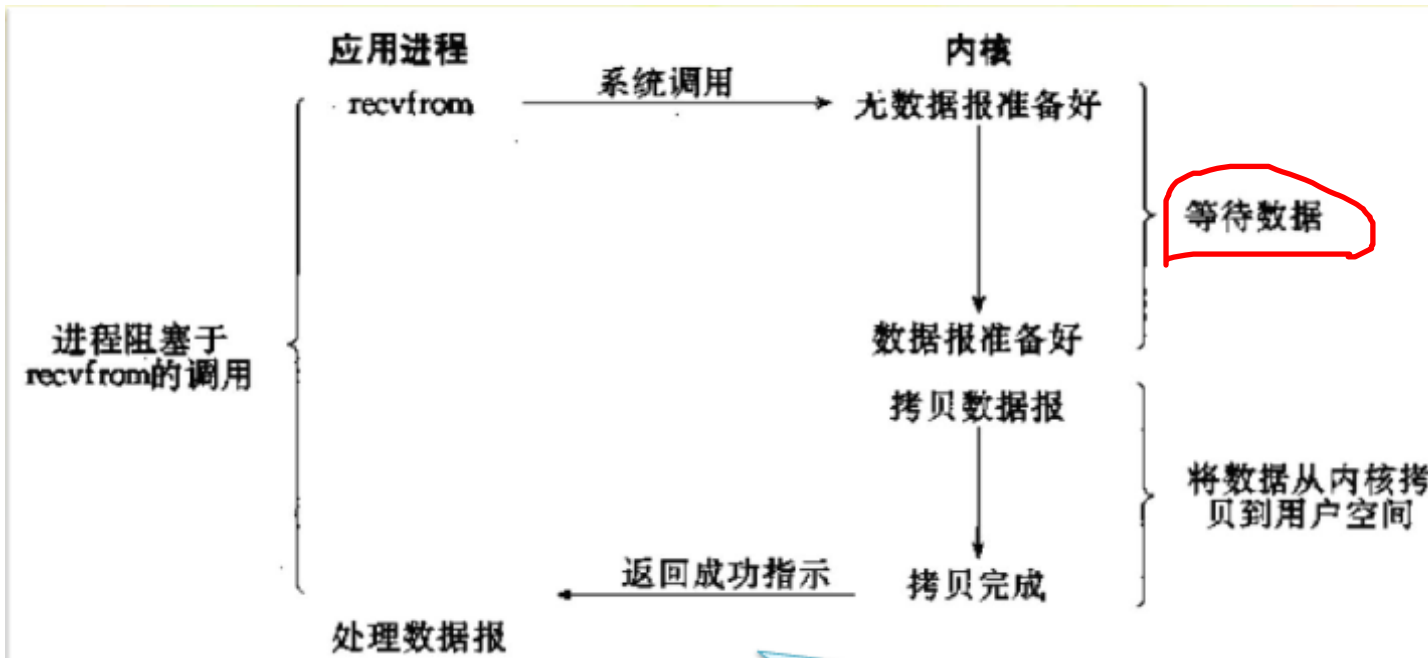 应用进程
内核
系统调用
recvfrom
无数据报准备好
等待数据
进程阻塞于
recvfrom的调用
数据报准备好
拷贝数据报
将数据从内核拷
贝到用户空间
返回成功指示
拷贝完成
处理数据报